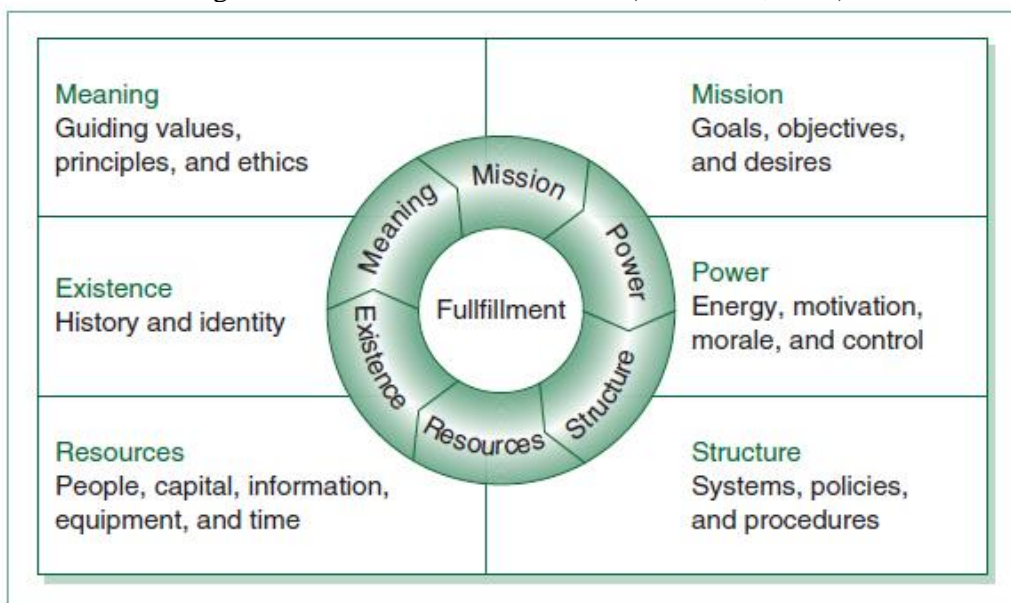 Meaning
Guiding values,
principles, and ethics
Mission
Goals, objectives,
and desires
Existence
History and identity
Power
Energy, motivation,
morale, and control
Resources
People, capital, information,
equipment, and time
Structure
Systems, policies,
and procedures
Mission
Power
Structure
Resources
Existence
Meaning
Fullfillment